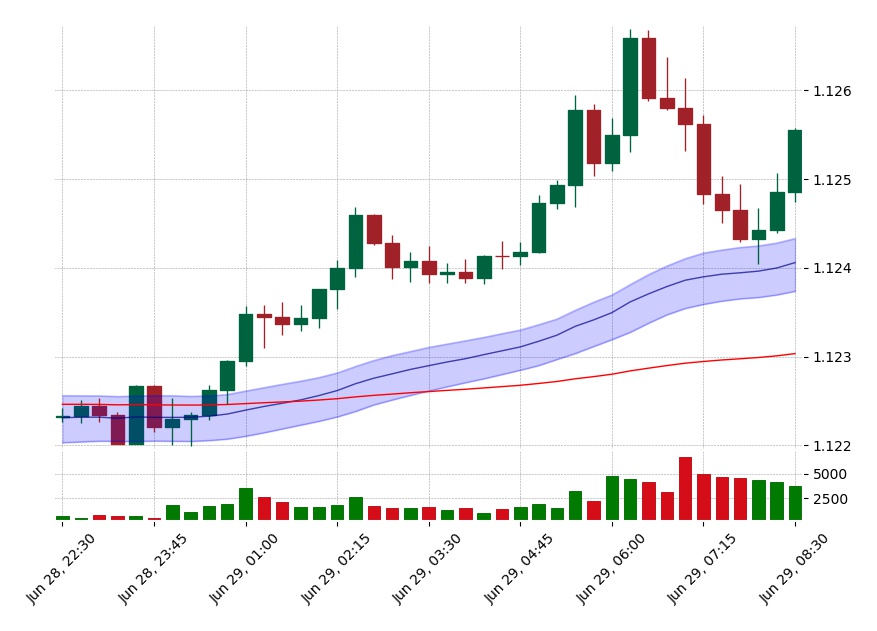 1.126
1.125
1.124
1.123
1.122
5000
2500
Jun 28, 22:30
Jun 28, 23:45
Jun 29, 01:00
Jun 29, 02:15
Jun 29, 03:30
Jun 29, 04:45
Jun 29, 06:00
Jun 29, 07:15
Jun 29, 08:30